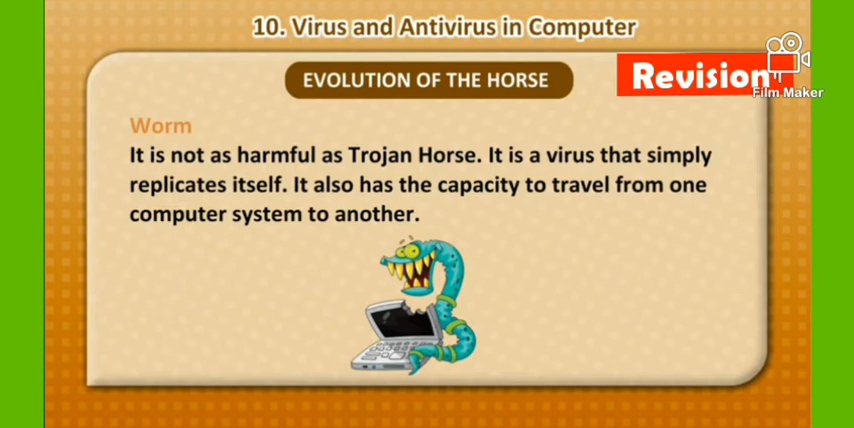 10. Virus and Antivirus in Computer
EVOLUTION OF THE HORSE
Revision
Film Maker
Worm
It is not as harmful as Trojan Horse. It is a virus that simply
replicates itself. It also has the capacity to travel from one
computer system to another.